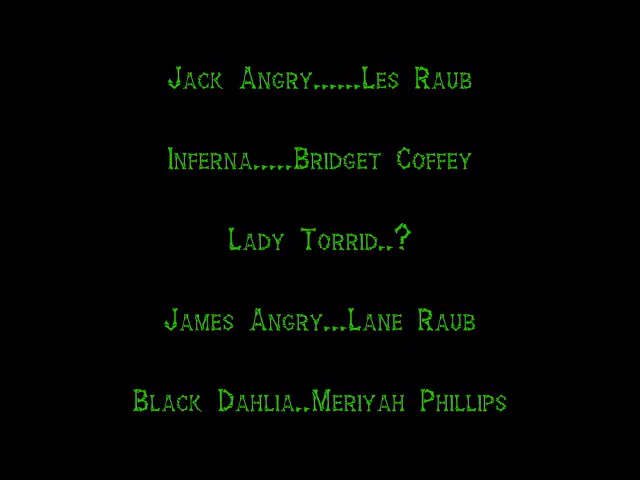 Jack Angry......Les Raub
Inferna.....Bridget Coffey
Lady Torrid..?
James Angry...Lane Raub
Black Dahlia..Meriyah Phillips